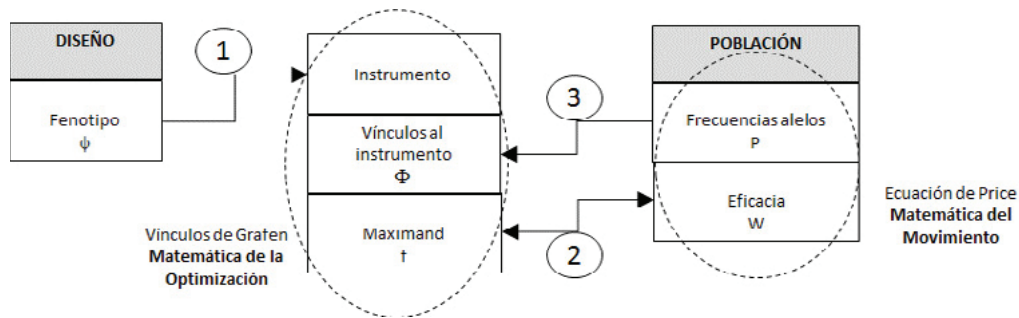 DISEÑO
Fenotipo
ψ
1
Instrumento
Vínculos al
instrumento
Φ
Maximand
†
Vínculos de Grafen
Matemática de la
Optimización
3
2
POBLACIÓN
Frecuencias alelos
P
Eficacia
W
Ecuación de Price
Matemática del
Movimiento